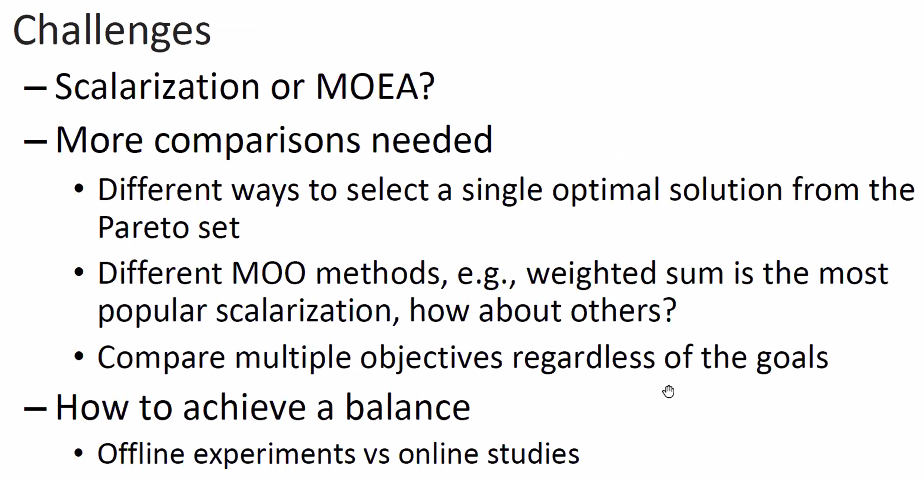 Challenges
– Scalarization or MOEA?
– More comparisons needed
• Different ways to select a single optimal solution from the
Pareto set
• Different MOO methods, e.g., weighted sum is the most
popular scalarization, how about others?
• Compare multiple objectives regardless of the goals
– How to achieve a balance
• Offline experiments vs online studies